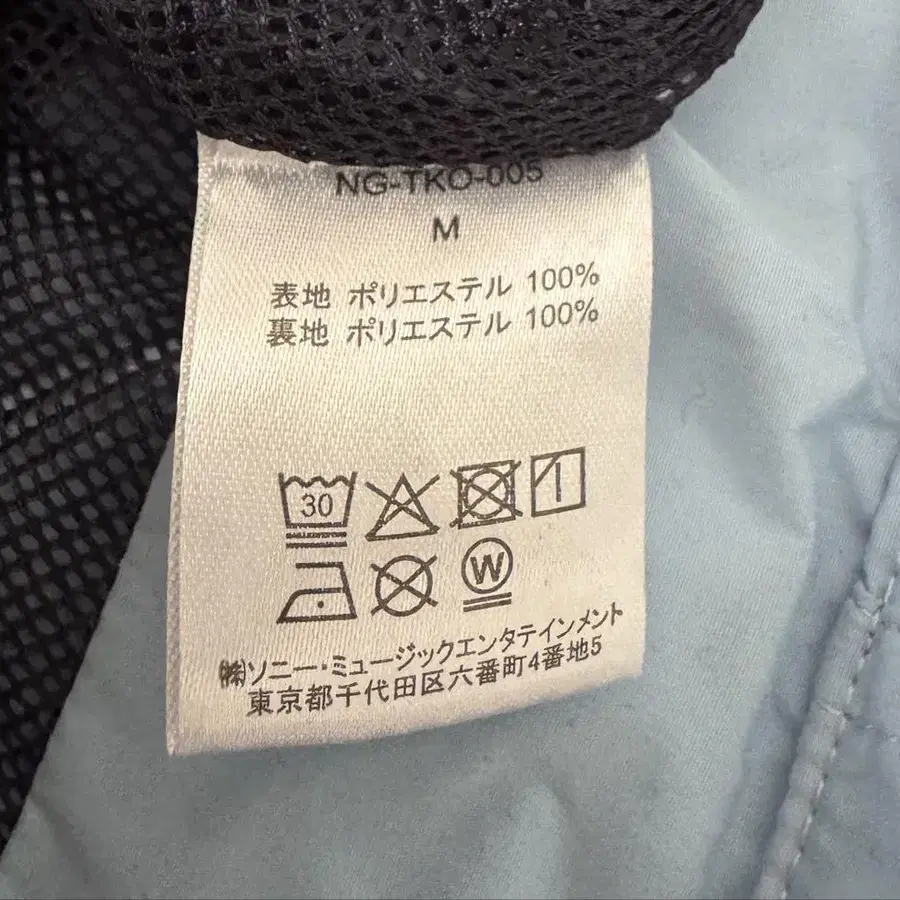 NG-TKO-005
M
表地 ポリエステル 100%
裏地 ポリエステル 100%
30
W
㈱ソニー・ミュージックエンタテインメント
東京都千代田区六番町4番地5